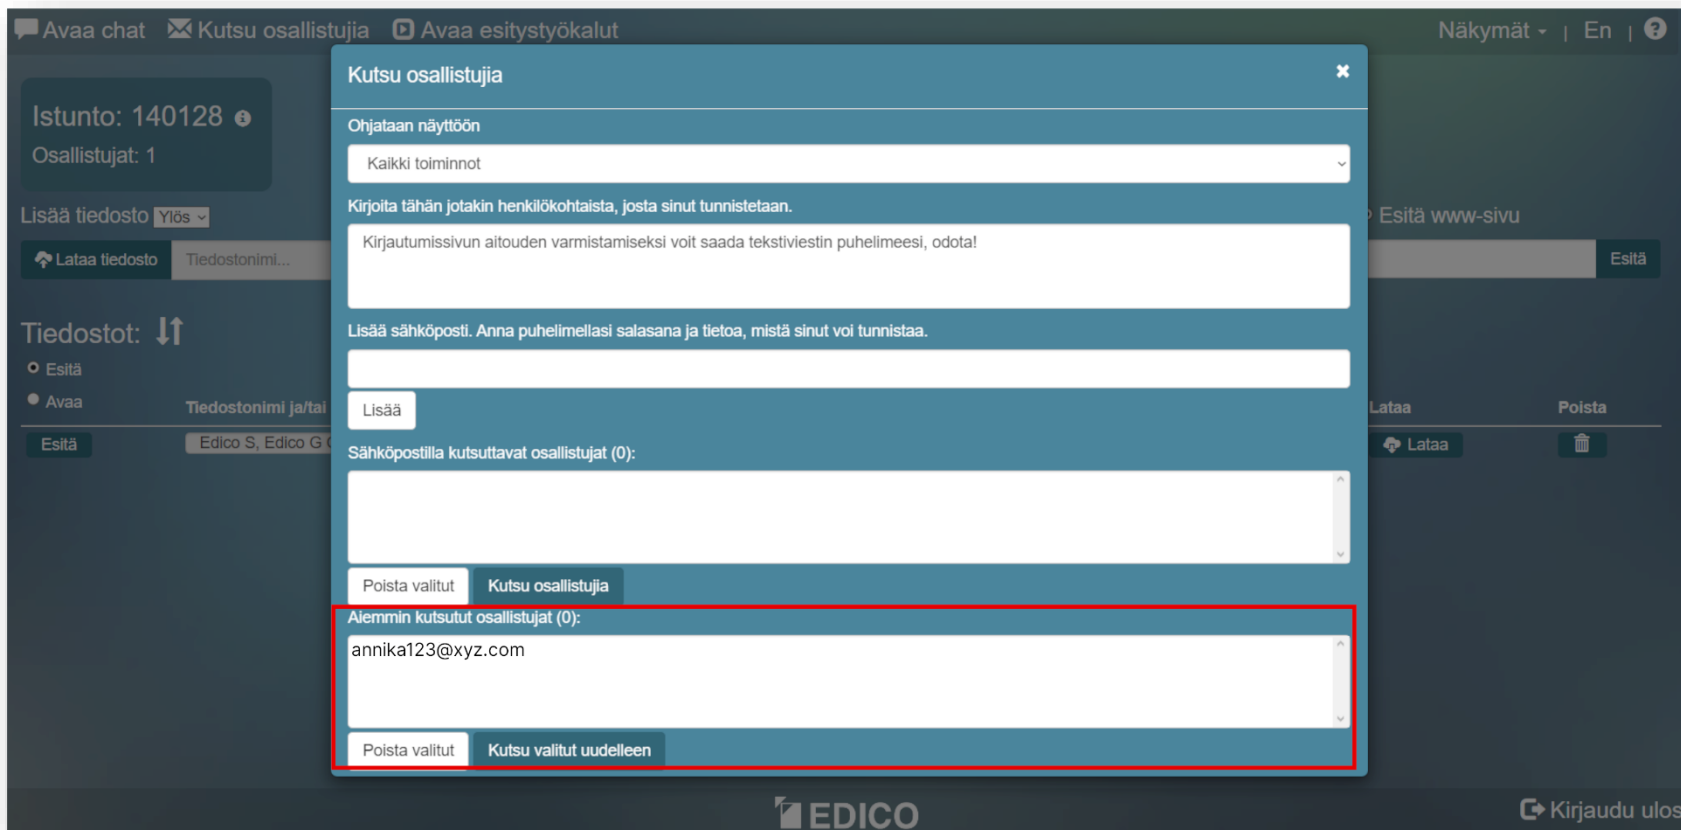 Avaa chat Kutsu osallistujia Avaa esitystyökalut Näkymät | En |
Kutsu osallistujia
Istunto: 140128
Osallistujat: 1
Ohjataan näyttöön
Kaikki toiminnot
Kirjoita tähän jotakin henkilökohtaista, josta sinut tunnistetaan.
Lisää tiedosto Ylös
Esitä www-sivu
Kirjautumissivun aitouden varmistamiseksi voit saada tekstiviestin puhelimeesi, odota!
Lataa tiedosto Tiedostonimi... Esitä
Lisää sähköposti. Anna puhelimellasi salasana ja tietoa, mistä sinut voi tunnistaa.
Tiedostot:
Esitä
Avaa
Tiedostonimi ja/tai Lataa Poista
Lisää
Esitä Edico S, Edico G Lataa
Sähköpostilla kutsuttavat osallistujat (0):
Poista valitut Kutsu osallistujia
Aiemmin kutsutut osallistujat (0):
annika123@xyz.com
Poista valitut Kutsu valitut uudelleen
EDICO
Kirjaudu ulos